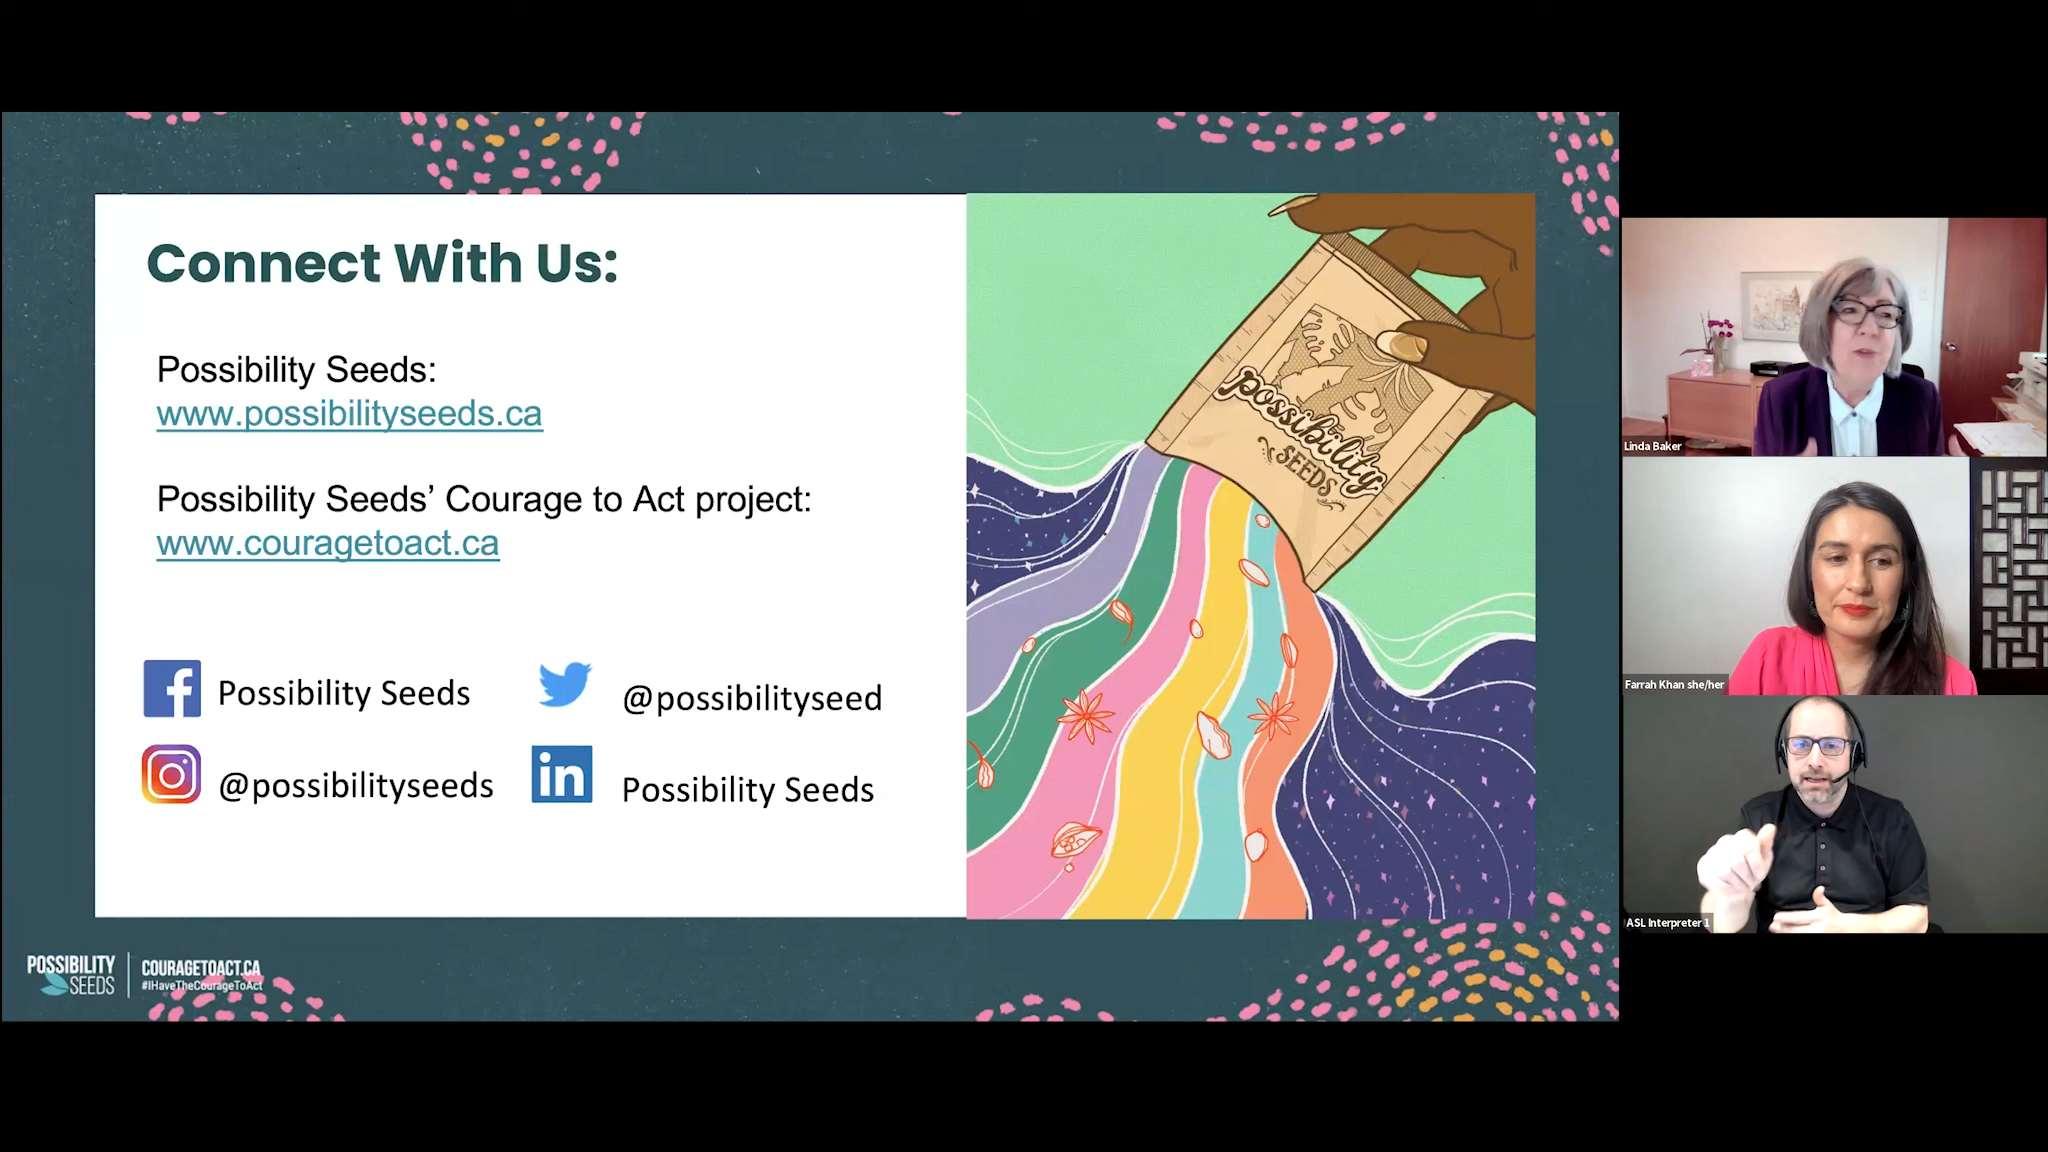 Connect With Us:
Possibility Seeds:
www.possibilityseeds.ca
Possibility Seeds’ Courage to Act project:
www.couragetoact.ca
Possibility Seeds
@possibilityseed
@possibilityseeds
in
Possibility Seeds
possibility
SEEDS
POSSIBILITY
SEEDS
COURAGETOACT.CA
#IHaveTheCourageToAct
Linda Baker
Farrah Khan she/her
ASL Interpreter 1